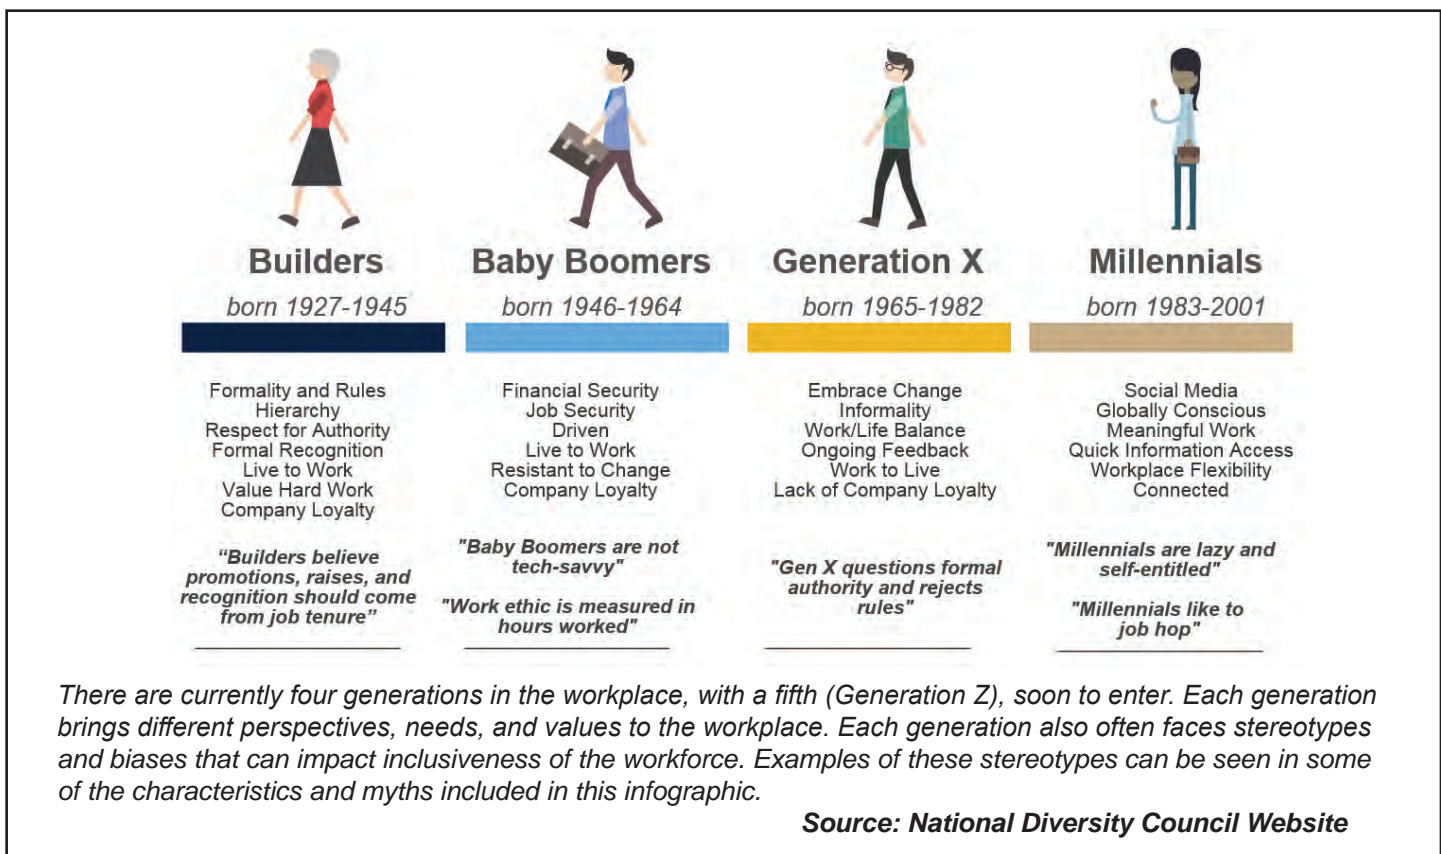 Builders
born 1927-1945
Formality and Rules
Hierarchy
Respect for Authority
Formal Recognition
Live to Work
Value Hard Work
Company Loyalty
“Builders believe
promotions, raises, and
recognition should come
from job tenure”
Baby Boomers
born 1946-1964
Financial Security
Job Security
Driven
Live to Work
Resistant to Change
Company Loyalty
"Baby Boomers are not
tech-savvy"
"Work ethic is measured in
hours worked"
Generation X
born 1965-1982
Embrace Change
Informality
Work/Life Balance
Ongoing Feedback
Work to Live
Lack of Company Loyalty
"Gen X questions formal
authority and rejects
rules"
Millennials
born 1983-2001
Social Media
Globally Conscious
Meaningful Work
Quick Information Access
Workplace Flexibility
Connected
"Millennials are lazy and
self-entitled"
"Millennials like to
job hop"
There are currently four generations in the workplace, with a fifth (Generation Z), soon to enter. Each generation
brings different perspectives, needs, and values to the workplace. Each generation also often faces stereotypes
and biases that can impact inclusiveness of the workforce. Examples of these stereotypes can be seen in some
of the characteristics and myths included in this infographic.
Source: National Diversity Council Website